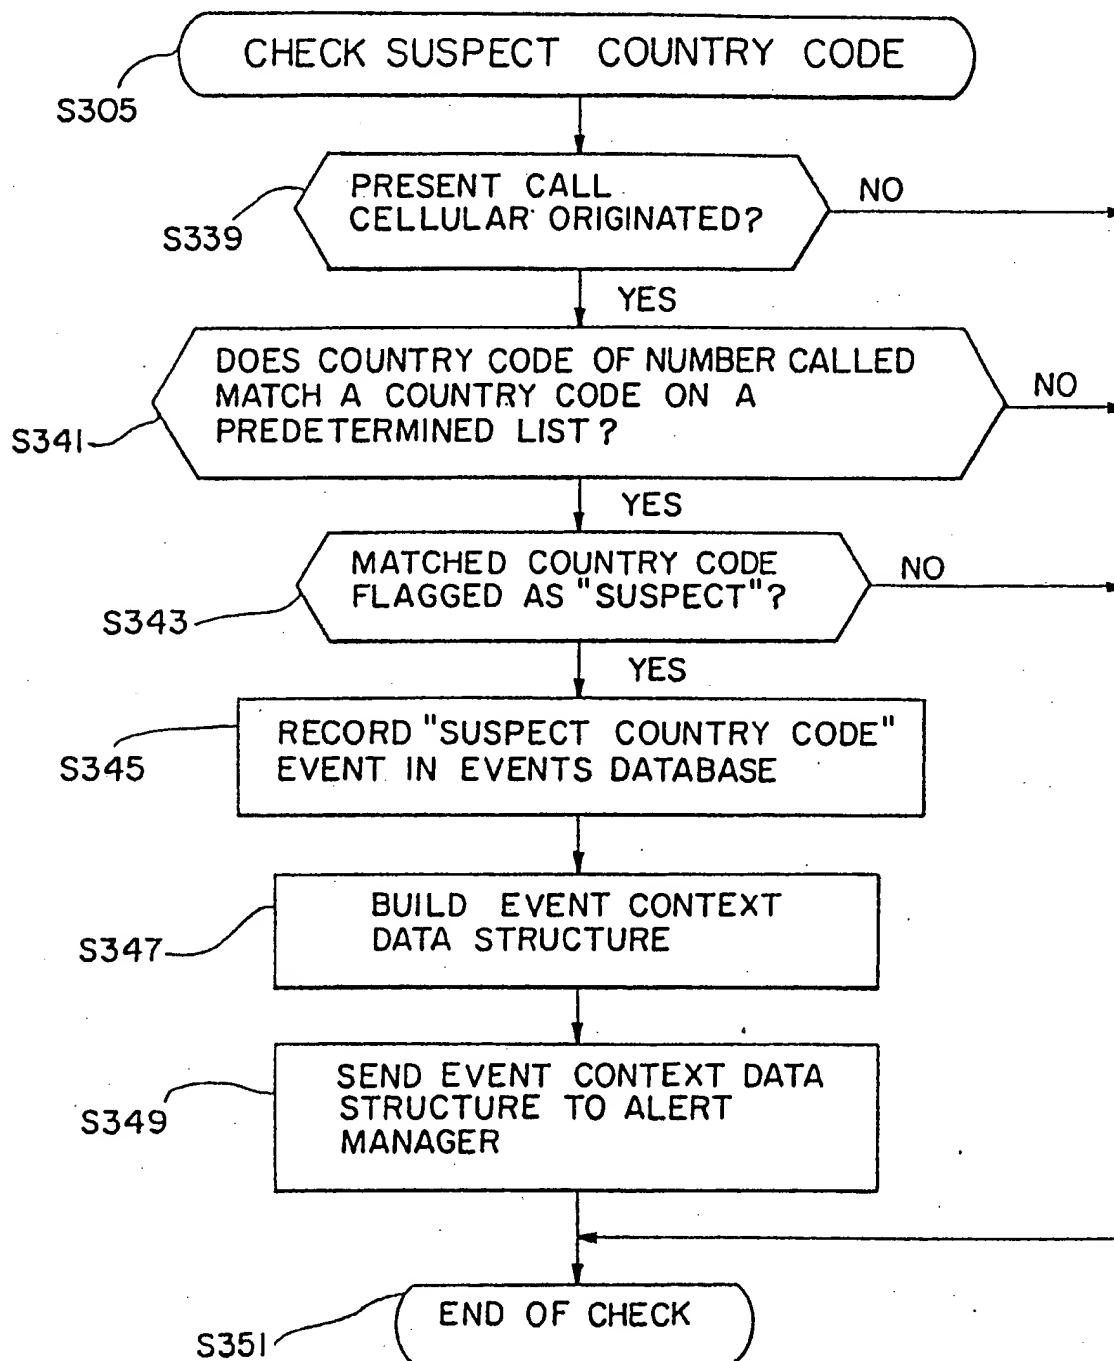 CHECK SUSPECT COUNTRY CODE
S305
PRESENT CALL
CELLULAR ORIGINATED?
NO
S339
YES
DOES COUNTRY CODE OF NUMBER CALLED
MATCH A COUNTRY CODE ON A
PREDETERMINED LIST?
NO
S341
YES
MATCHED COUNTRY CODE
FLAGGED AS "SUSPECT"?
NO
S343
YES
RECORD "SUSPECT COUNTRY CODE"
EVENT IN EVENTS DATABASE
S345
BUILD EVENT CONTEXT
DATA STRUCTURE
S347
SEND EVENT CONTEXT DATA
STRUCTURE TO ALERT
MANAGER
S349
END OF CHECK
S351